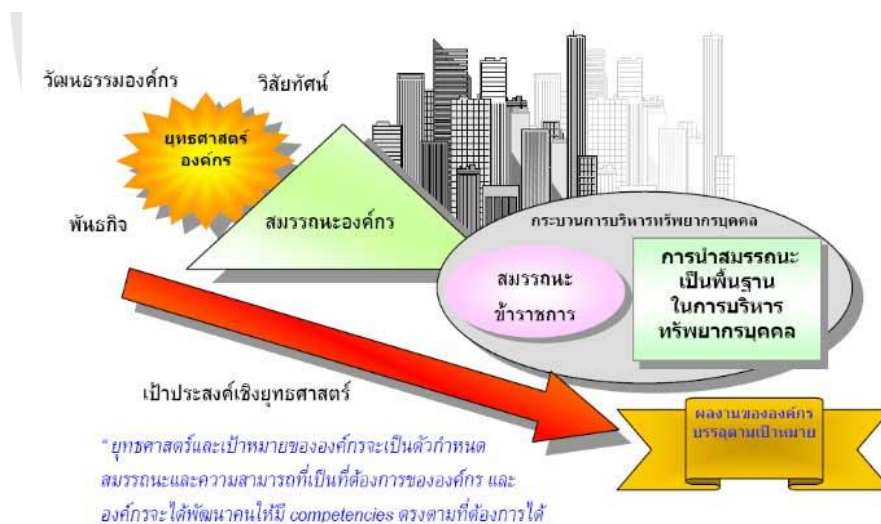 วัฒนธรรมองค์กร
วิสัยทัศน์
ยุทธศาสตร์
องค์กร
พันธกิจ
สมรรถนะองค์กร
กระบวนการบริหารทรัพยากรบุคคล
สมรรถนะ
ข้าราชการ
การนำสมรรถนะ
เป็นพื้นฐาน
ในการบริหาร
ทรัพยากรบุคคล
เป้าประสงค์เชิงยุทธศาสตร์
ผลงานขององค์กร
บรรลุตามเป้าหมาย
“ ยุทธศาสตร์และเป้าหมายขององค์กรจะเป็นตัวกำหนด
สมรรถนะและความสามารถที่เป็นที่ต้องการขององค์กร และ
องค์กรจะได้พัฒนาคนให้มี competencies ตรงตามที่ต้องการได้